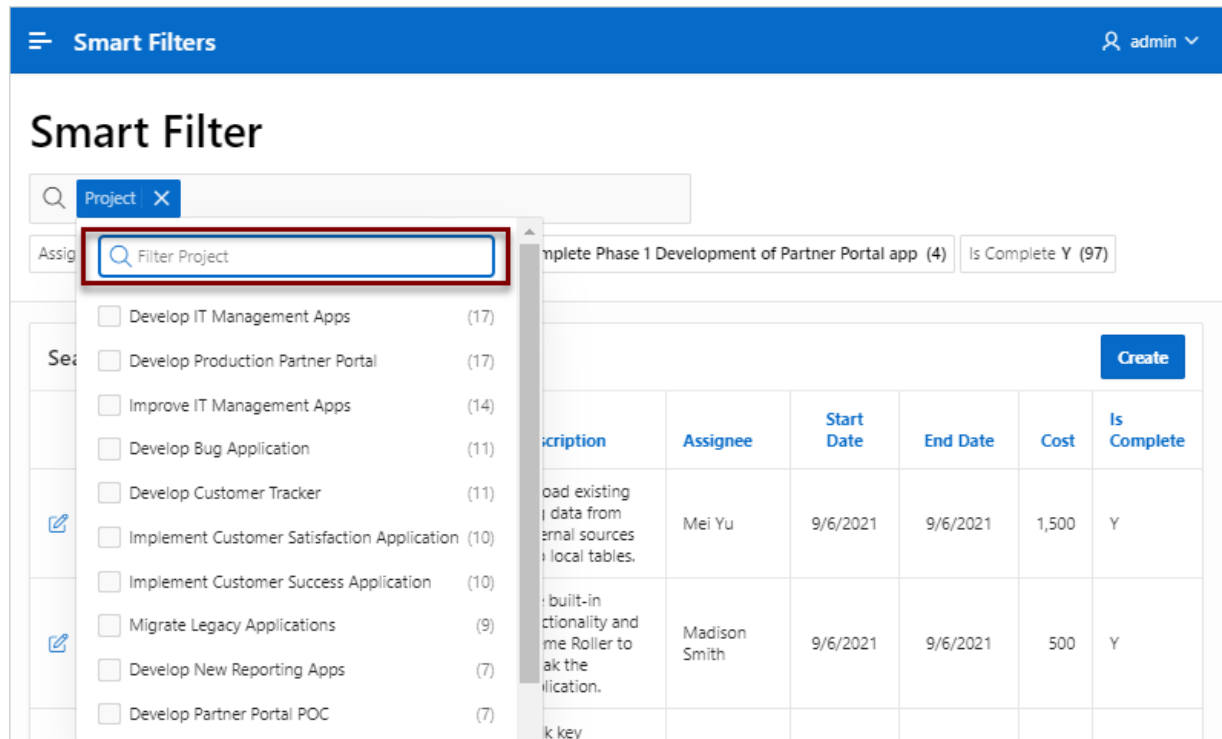 Smart Filters
admin
Smart Filter
Project
Assig
Filter Project
mplete Phase 1 Development of Partner Portal app (4)
Is Complete Y (97)
Develop IT Management Apps (17)
Develop Production Partner Portal (17)
Improve IT Management Apps (14)
Develop Bug Application (11)
Develop Customer Tracker (11)
Implement Customer Satisfaction Application (10)
Implement Customer Success Application (10)
Migrate Legacy Applications (9)
Develop New Reporting Apps (7)
Develop Partner Portal POC (7)
Sea
Create
scription
Assignee
Start
Date
End Date
Cost
Is
Complete
oad existing
data from
ernal sources
local tables.
Mei Yu
9/6/2021
9/6/2021
1,500
Y
built-in
ctionality and
me Roller to
ak the
lication.
Madison
Smith
9/6/2021
9/6/2021
500
Y
k key